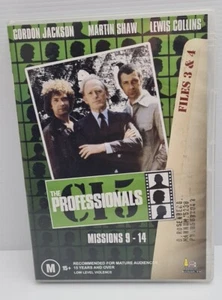 GORDON JACKSON MARTIN SHAW LEWIS COLLINS
FILES 3 & 4
THE
PROFESSIONALS
CI5
MISSIONS 9 - 14
M
15+
RECOMMENDED FOR MATURE AUDIENCES
15 YEARS AND OVER
LOW LEVEL VIOLENCE